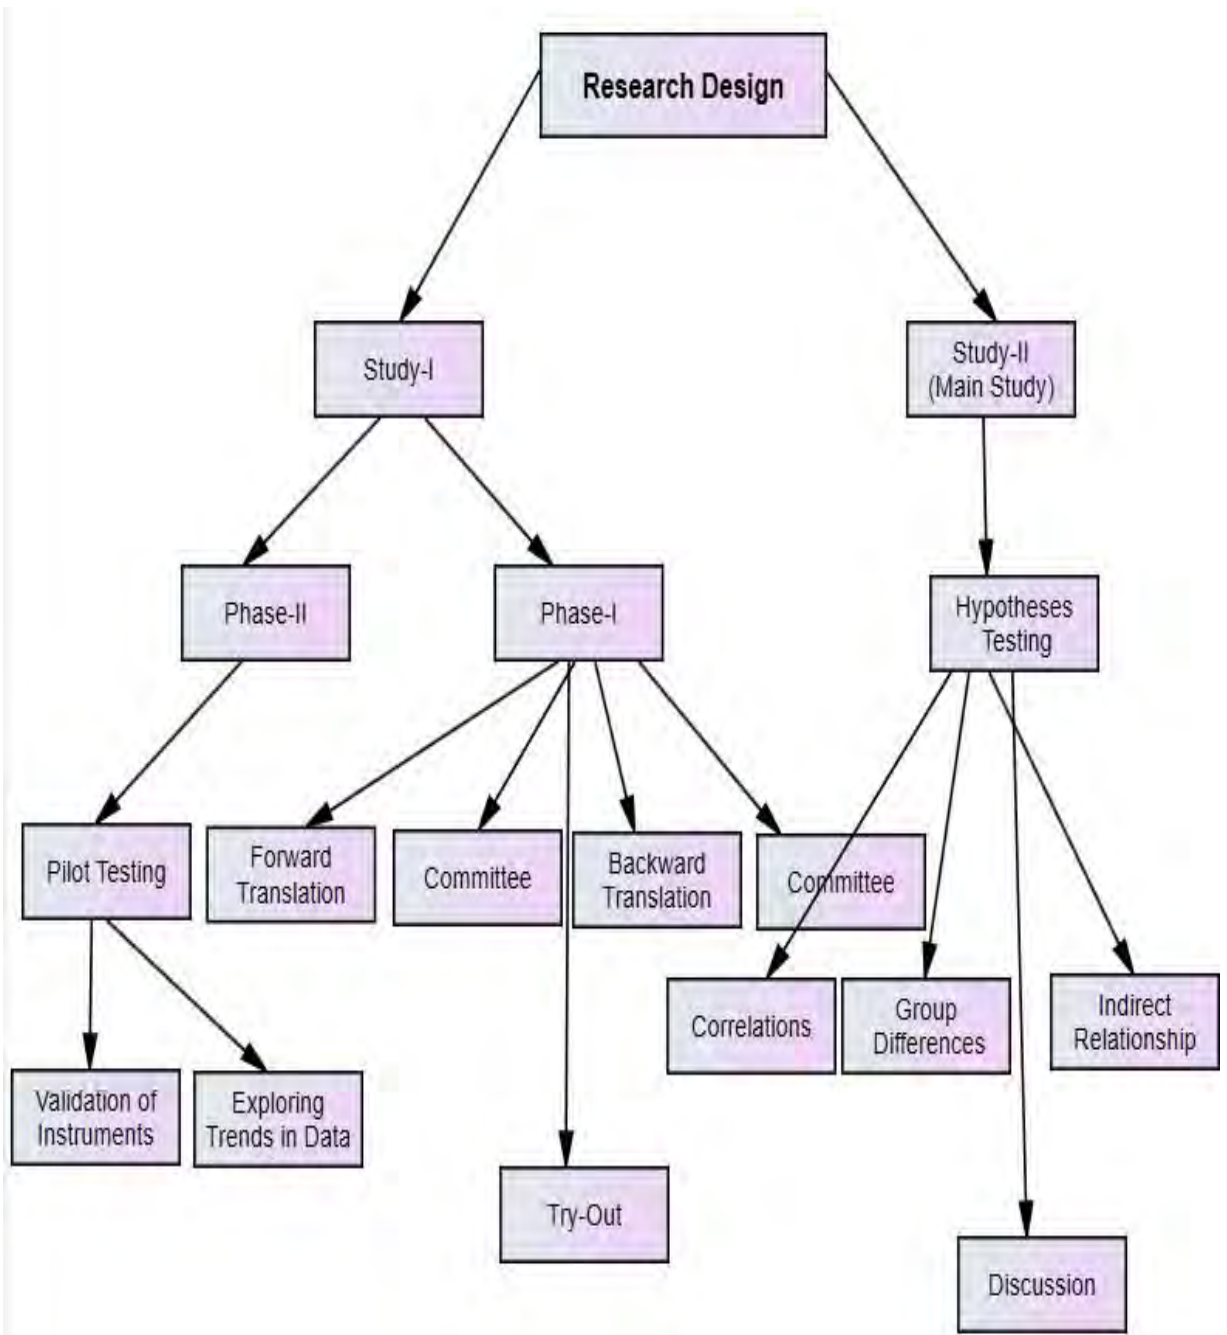 Research Design
Study-I
Study-II
(Main Study)
Phase-II
Phase-I
Hypotheses
Testing
Pilot Testing
Forward
Translation
Committee
Backward
Translation
Committee
Correlations
Group
Differences
Indirect
Relationship
Validation of
Instruments
Exploring
Trends in Data
Try-Out
Discussion